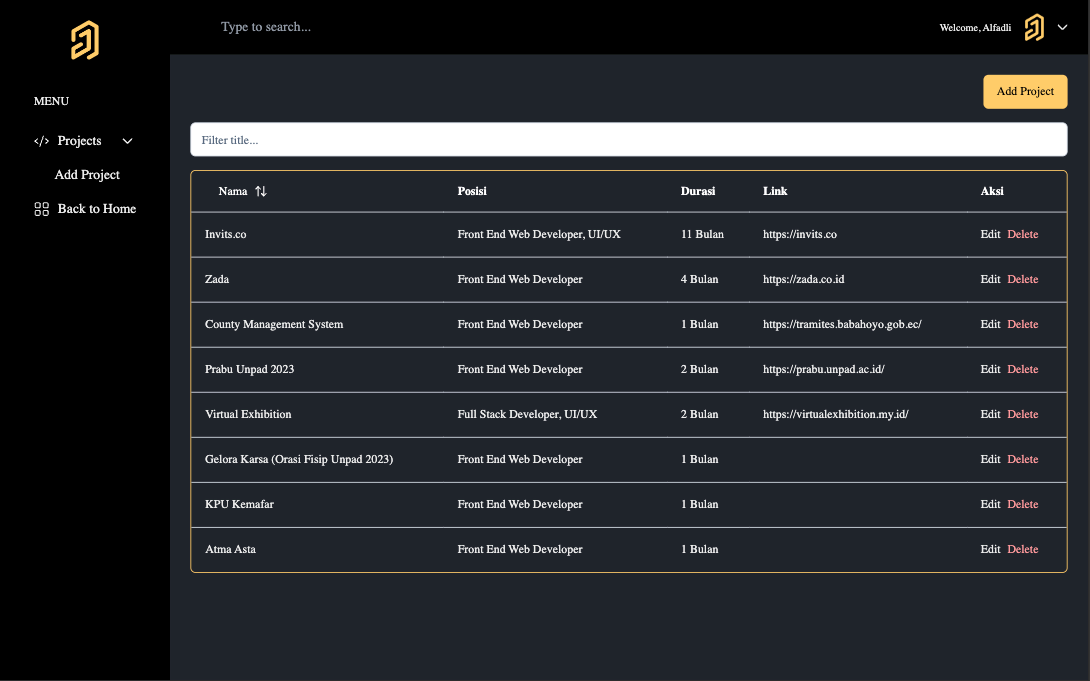 Type to search...
Welcome, Alfadli
MENU
</> Projects
Add Project
Back to Home
Add Project
Filter title...
Nama Posisi Durasi Link Aksi
Invits.co Front End Web Developer, UI/UX 11 Bulan https://invits.co Edit Delete
Zada Front End Web Developer 4 Bulan https://zada.co.id Edit Delete
County Management System Front End Web Developer 1 Bulan https://tramites.babahoyo.gob.ec/ Edit Delete
Prabu Unpad 2023 Front End Web Developer 2 Bulan https://prabu.unpad.ac.id/ Edit Delete
Virtual Exhibition Full Stack Developer, UI/UX 2 Bulan https://virtualexhibition.my.id/ Edit Delete
Gelora Karsa (Orasi Fisip Unpad 2023) Front End Web Developer 1 Bulan Edit Delete
KPU Kemafar Front End Web Developer 1 Bulan Edit Delete
Atma Asta Front End Web Developer 1 Bulan Edit Delete